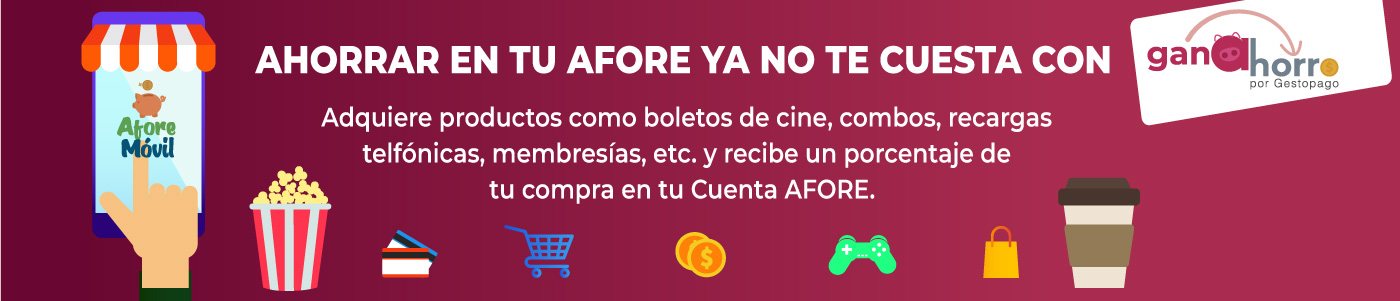 AHORRAR EN TU AFORE YA NO TE CUESTA CON
ganahorro
por Gestopago
Adquiere productos como boletos de cine, combos, recargas
telfónicas, membresías, etc. y recibe un porcentaje de
tu compra en tu Cuenta AFORE.
Afore
Móvil